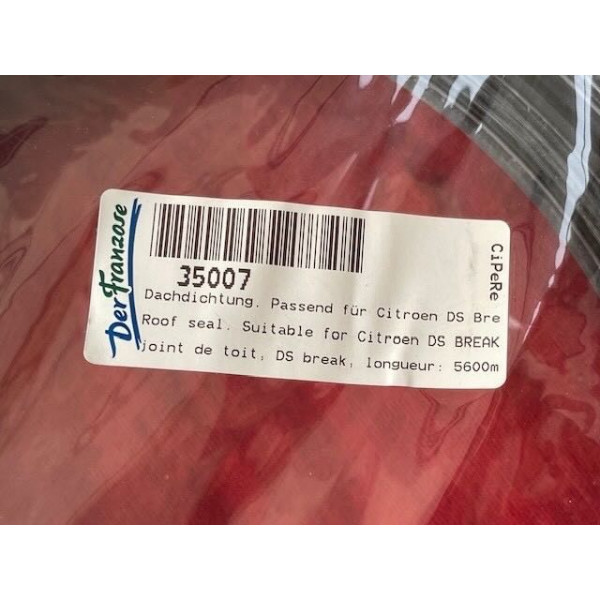 Der Franzose
CiPeRe
35007
Dachdichtung. Passend für Citroen DS Bre
Roof seal. Suitable for Citroen DS BREAK
joint de toit, DS break, longueur: 5600m